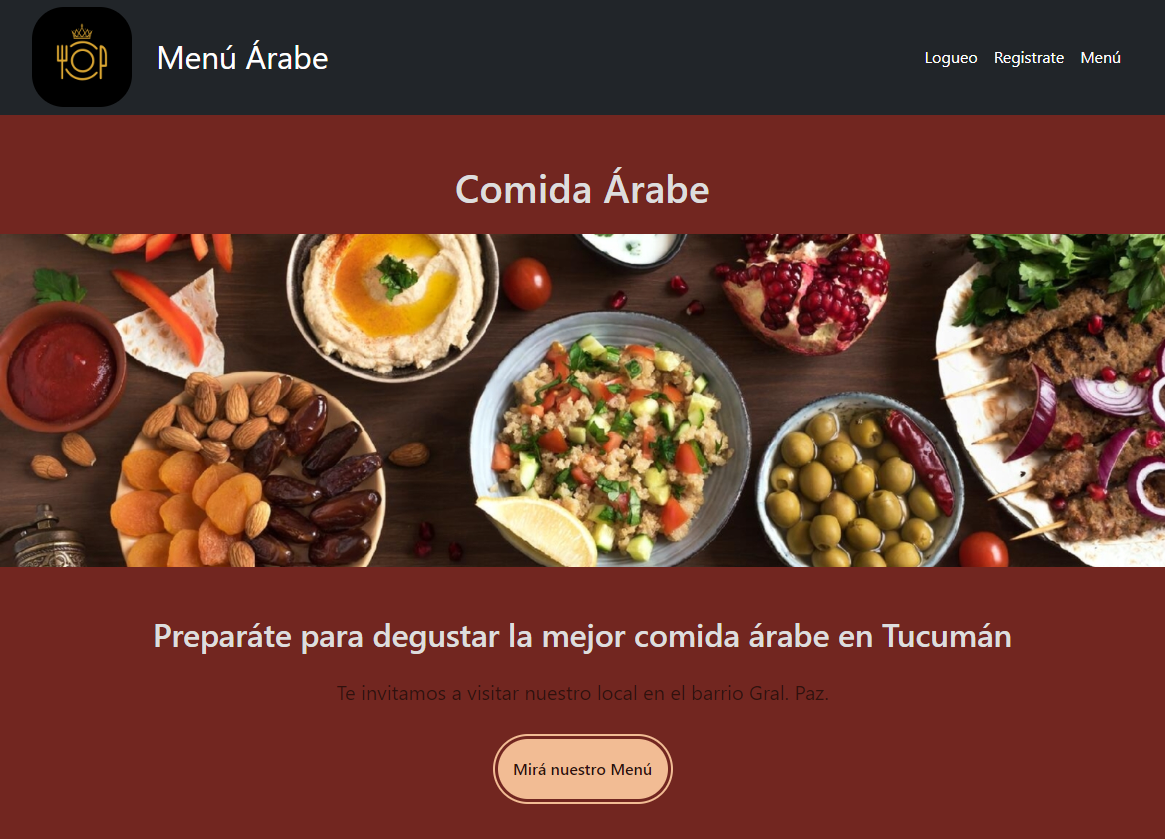 Menú Árabe
Logueo Registrate Menú
Comida Árabe
Preparáte para degustar la mejor comida árabe en Tucumán
Te invitamos a visitar nuestro local en el barrio Gral. Paz.
Mirá nuestro Menú